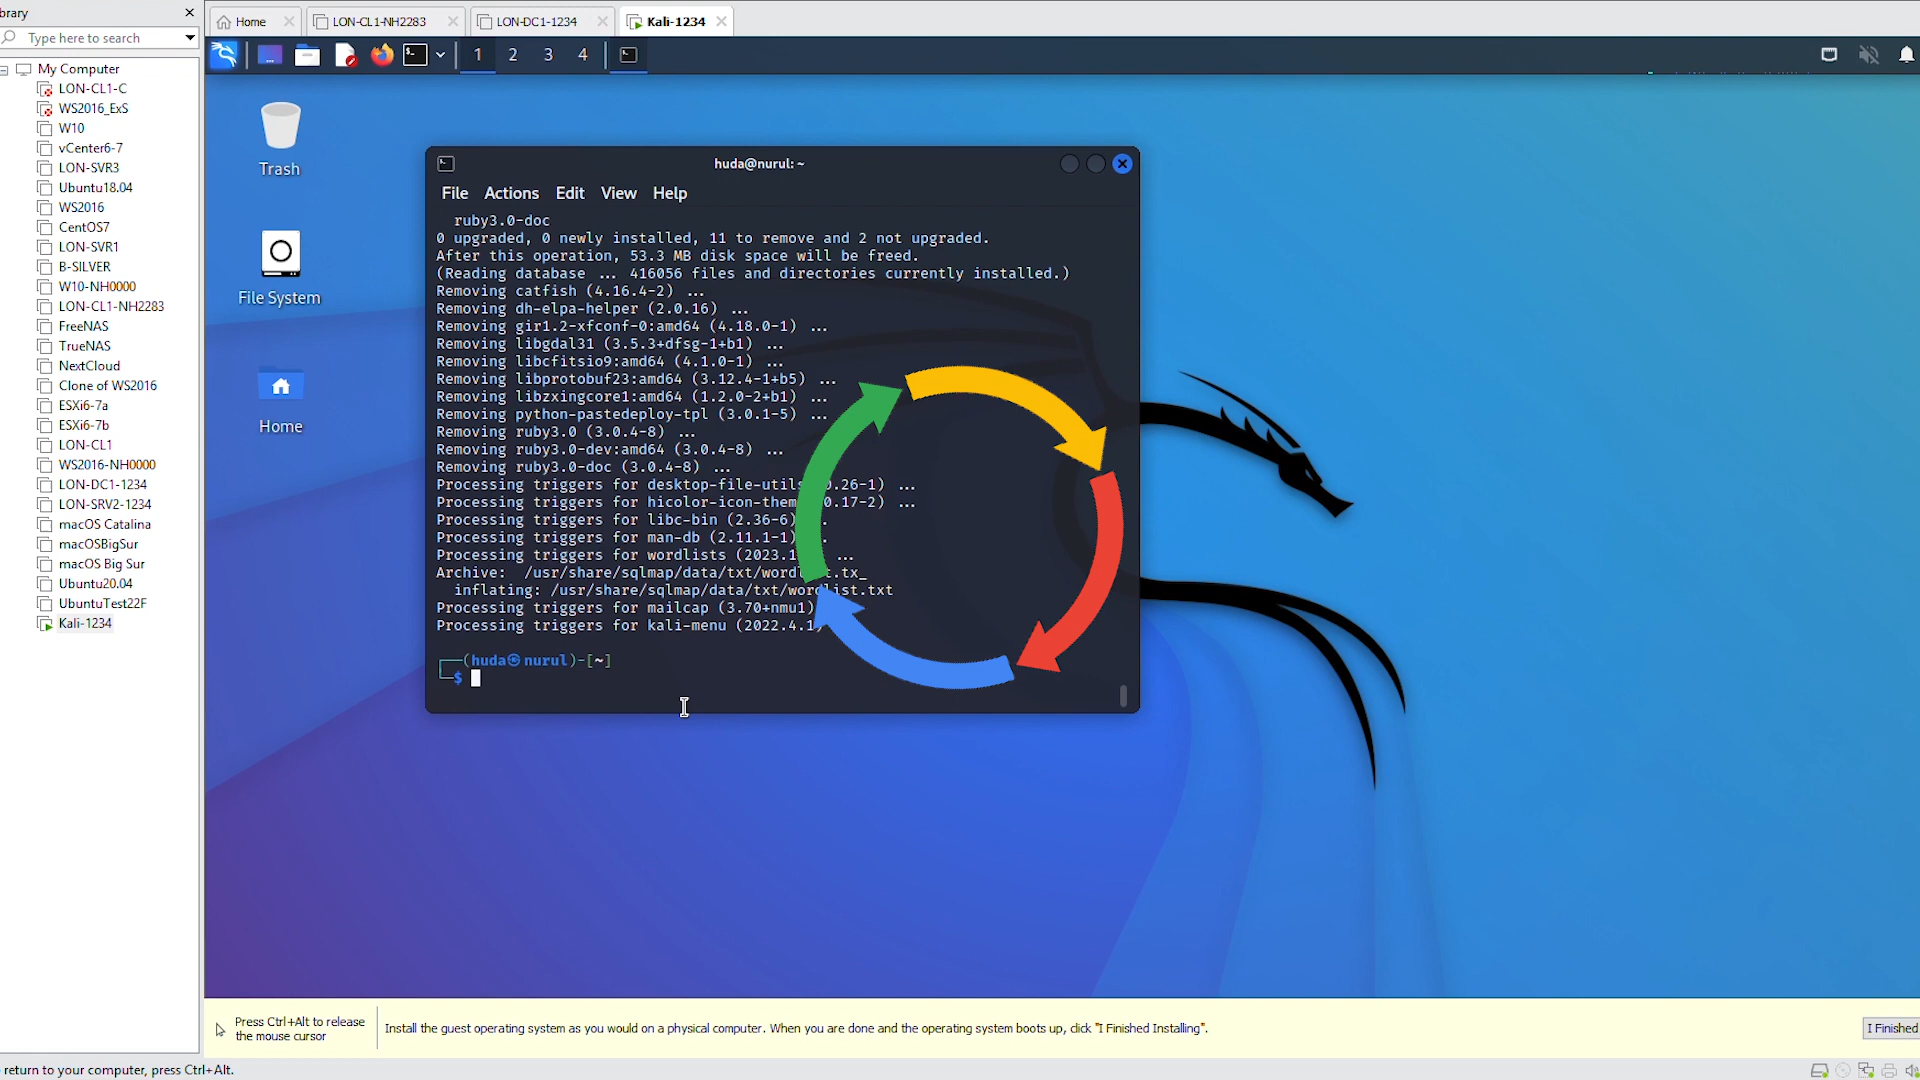 brary
Type here to search
My Computer
LON-CL1-C
WS2016_ExS
W10
vCenter6-7
LON-SVR3
Ubuntu18.04
WS2016
CentOS7
LON-SVR1
B-SILVER
W10-NH0000
LON-CL1-NH2283
FreeNAS
TrueNAS
NextCloud
Clone of WS2016
ESXi6-7a
ESXi6-7b
LON-CL1
WS2016-NH0000
LON-DC1-1234
LON-SRV2-1234
macOS Catalina
macOSBigSur
macOS Big Sur
Ubuntu20.04
UbuntuTest22F
Kali-1234
Home
LON-CL1-NH2283
LON-DC1-1234
Kali-1234
1 2 3 4
Trash
File System
Home
huda@nurul: ~
File Actions Edit View Help
ruby3.0-doc
0 upgraded, 0 newly installed, 11 to remove and 2 not upgraded.
After this operation, 53.3 MB disk space will be freed.
(Reading database ... 416056 files and directories currently installed.)
Removing catfish (4.16.4-2) ...
Removing dh-elpa-helper (2.0.16) ...
Removing gir1.2-xfconf-0:amd64 (4.18.0-1) ...
Removing libgdal31 (3.5.3+dfsg-1+b1) ...
Removing libcfitsio9:amd64 (4.1.0-1) ...
Removing libprotobuf23:amd64 (3.12.4-1+b5) ...
Removing libzxingcore1:amd64 (1.2.0-2+b1) ...
Removing python-pastedeploy-tpl (3.0.1-5) ...
Removing ruby3.0 (3.0.4-8) ...
Removing ruby3.0-dev:amd64 (3.0.4-8) ...
Removing ruby3.0-doc (3.0.4-8) ...
Processing triggers for desktop-file-utils 0.26-1) ...
Processing triggers for hicolor-icon-them 0.17-2) ...
Processing triggers for libc-bin (2.36-6) .
Processing triggers for man-db (2.11.1-1) .
Processing triggers for wordlists (2023.1 ...
Archive: /usr/share/sqlmap/data/txt/wordl t.tx_
inflating: /usr/share/sqlmap/data/txt/wordlist.txt
Processing triggers for mailcap (3.70+nmu1)
Processing triggers for kali-menu (2022.4.1)
(huda㉿nurul)-[~]
$
Press Ctrl+Alt to release
the mouse cursor
Install the guest operating system as you would on a physical computer. When you are done and the operating system boots up, click "I Finished Installing".
I Finished
return to your computer, press Ctrl+Alt.